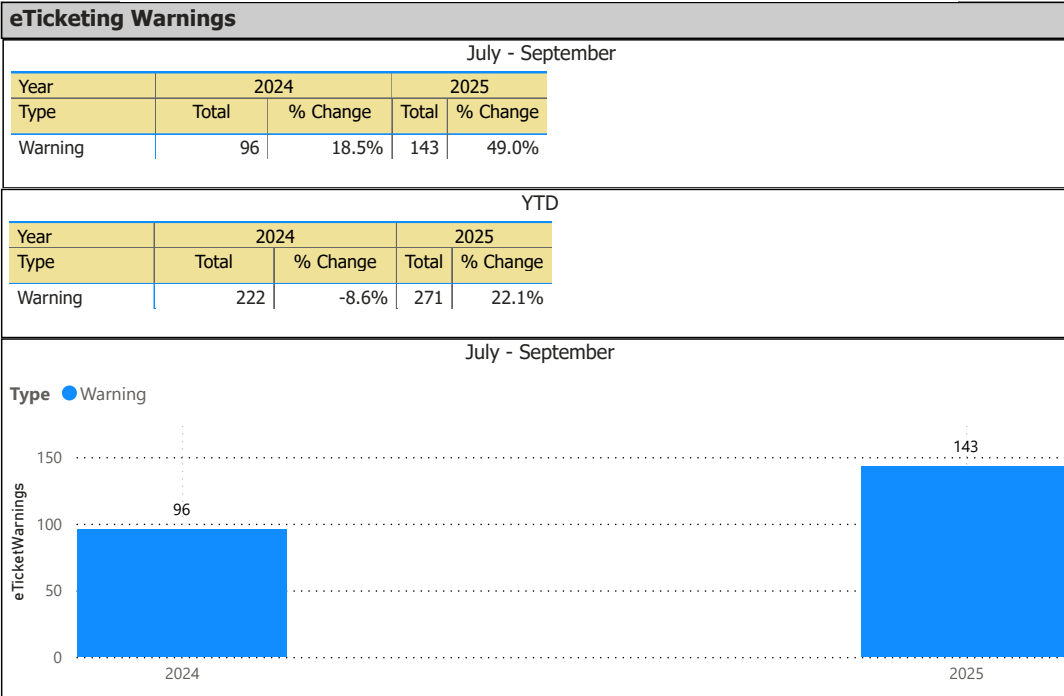 eTicketing Warnings
July - September
Year 2024 2025
Type Total % Change Total % Change
Warning 96 18.5% 143 49.0%
YTD
Year 2024 2025
Type Total % Change Total % Change
Warning 222 -8.6% 271 22.1%
July - September
Type Warning
143
150
96
100
50
0
eTicketWarnings
2024 2025